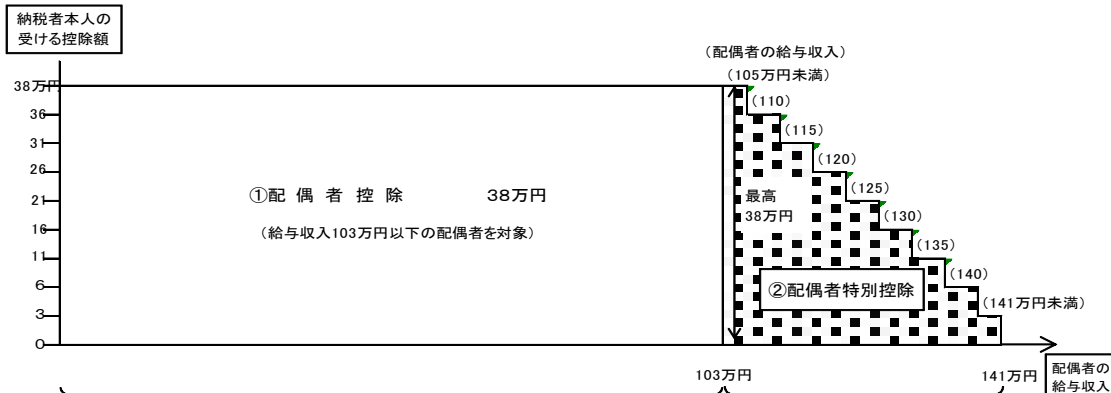 納税者本人の
受ける控除額
(配偶者の給与収入)
(105万円未満)
38万円
(110)
36
(115)
31
(120)
26
(125)
21
(130)
16
(135)
11
(140)
6
(141万円未満)
3
0
①配 偶 者 控 除 38万円
(給与収入103万円以下の配偶者を対象)
最高
38万円
②配偶者特別控除
103万円
141万円
配偶者の
給与収入